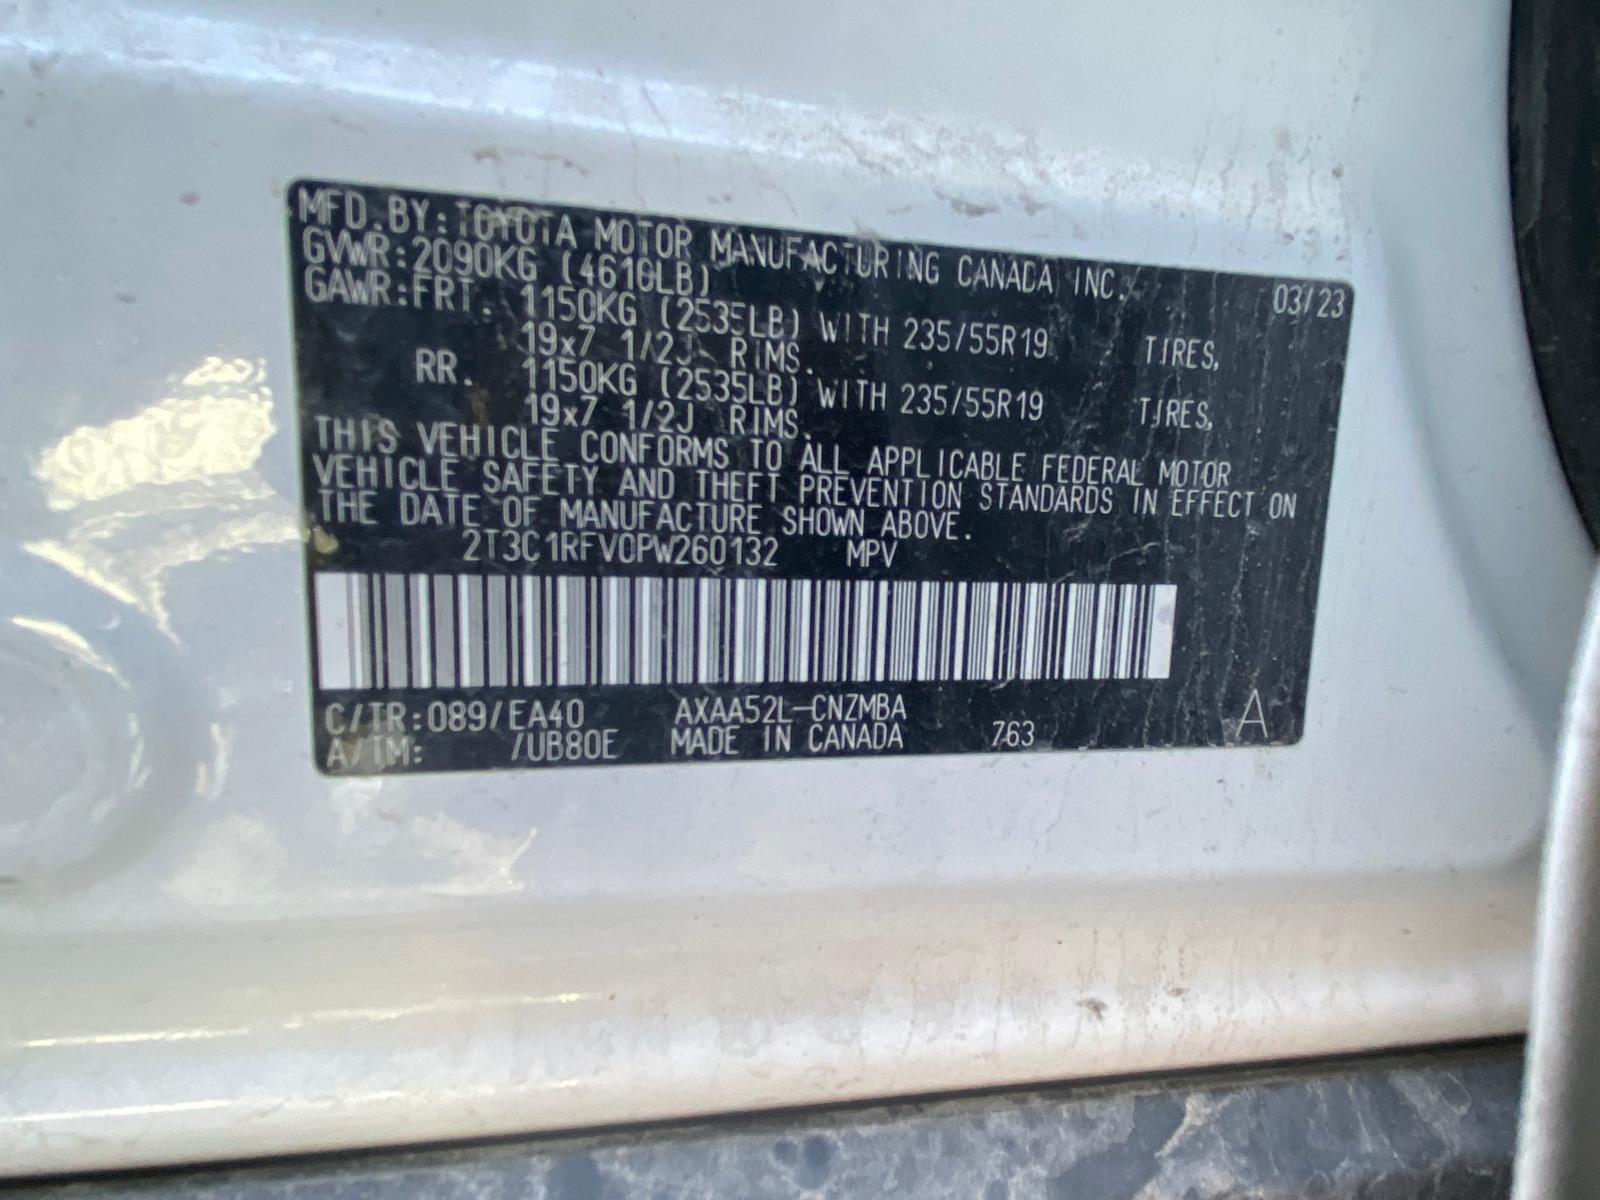 MFD.BY:TOYOTA MOTOR MANUFACTURING CANADA INC. 03/23
GVWR:2090KG (4610LB)
GAWR:FRT. 1150KG (2535LB) WITH 235/55R19 TIRES,
19x7 1/2J RIMS.
RR. 1150KG (2535LB) WITH 235/55R19 TIRES,
19x7 1/2J RIMS.
THIS VEHICLE CONFORMS TO ALL APPLICABLE FEDERAL MOTOR
VEHICLE SAFETY AND THEFT PREVENTION STANDARDS IN EFFECT ON
THE DATE OF MANUFACTURE SHOWN ABOVE.
2T3C1RFV0PW260132 MPV
C/TR:089/EA40 AXAA52L-CNZMBA
A/TM: /UB80E MADE IN CANADA 763 A